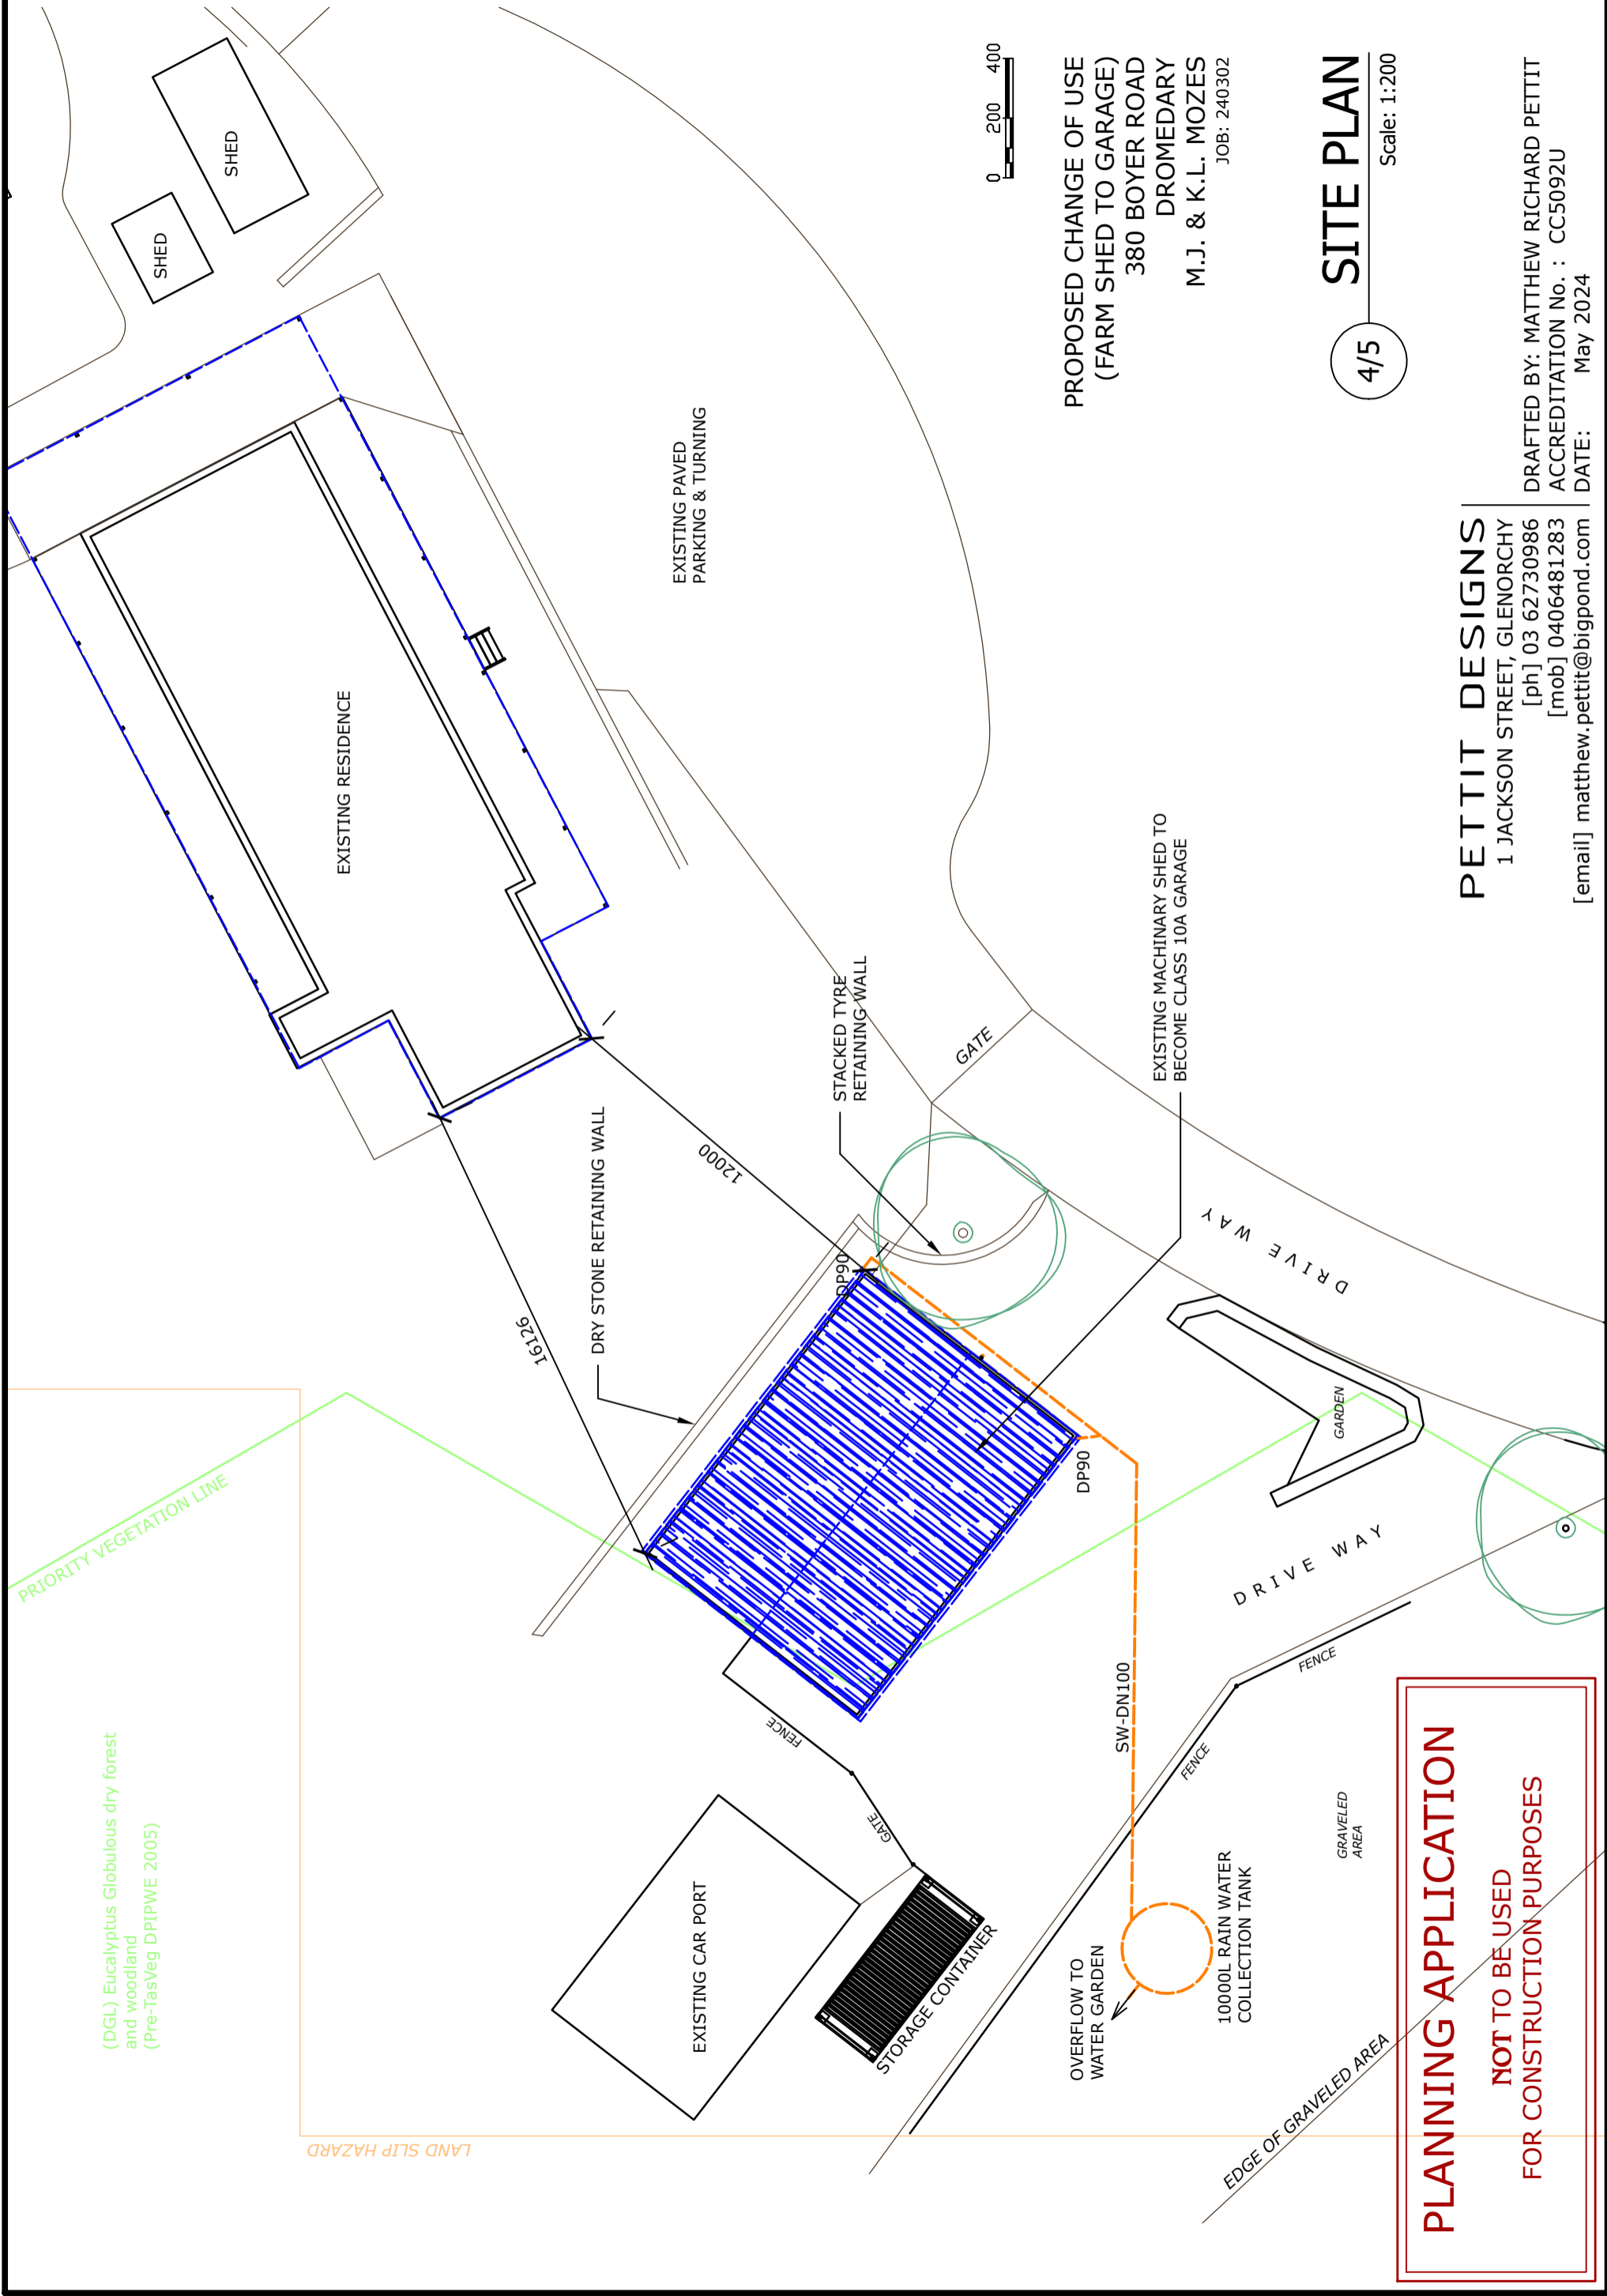 (DGL) Eucalyptus Globulous dry forest
and woodland
(Pre-TasVeg DPIPWE 2005)
PRIORITY VEGETATION LINE
LAND SLIP HAZARD
SHED
SHED
EXISTING RESIDENCE
EXISTING PAVED
PARKING & TURNING
16126
12000
DRY STONE RETAINING WALL
STACKED TYRE
RETAINING WALL
GATE
EXISTING MACHINARY SHED TO
BECOME CLASS 10A GARAGE
DP90
DP90
FENCE
GATE
EXISTING CAR PORT
STORAGE CONTAINER
SW-DN100
OVERFLOW TO
WATER GARDEN
10000L RAIN WATER
COLLECTION TANK
FENCE
FENCE
GRAVELED
AREA
EDGE OF GRAVELED AREA
DRIVE WAY
DRIVE WAY
GARDEN
PLANNING APPLICATION
NOT TO BE USED
FOR CONSTRUCTION PURPOSES
0 200 400
PROPOSED CHANGE OF USE
(FARM SHED TO GARAGE)
380 BOYER ROAD
DROMEDARY
M.J. & K.L. MOZES
JOB: 240302
4/5
SITE PLAN
Scale: 1:200
PETTIT DESIGNS
1 JACKSON STREET, GLENORCHY
[ph] 03 62730986
[mob] 0406481283
[email] matthew.pettit@bigpond.com
DRAFTED BY: MATTHEW RICHARD PETTIT
ACCREDITATION No. : CC5092U
DATE: May 2024